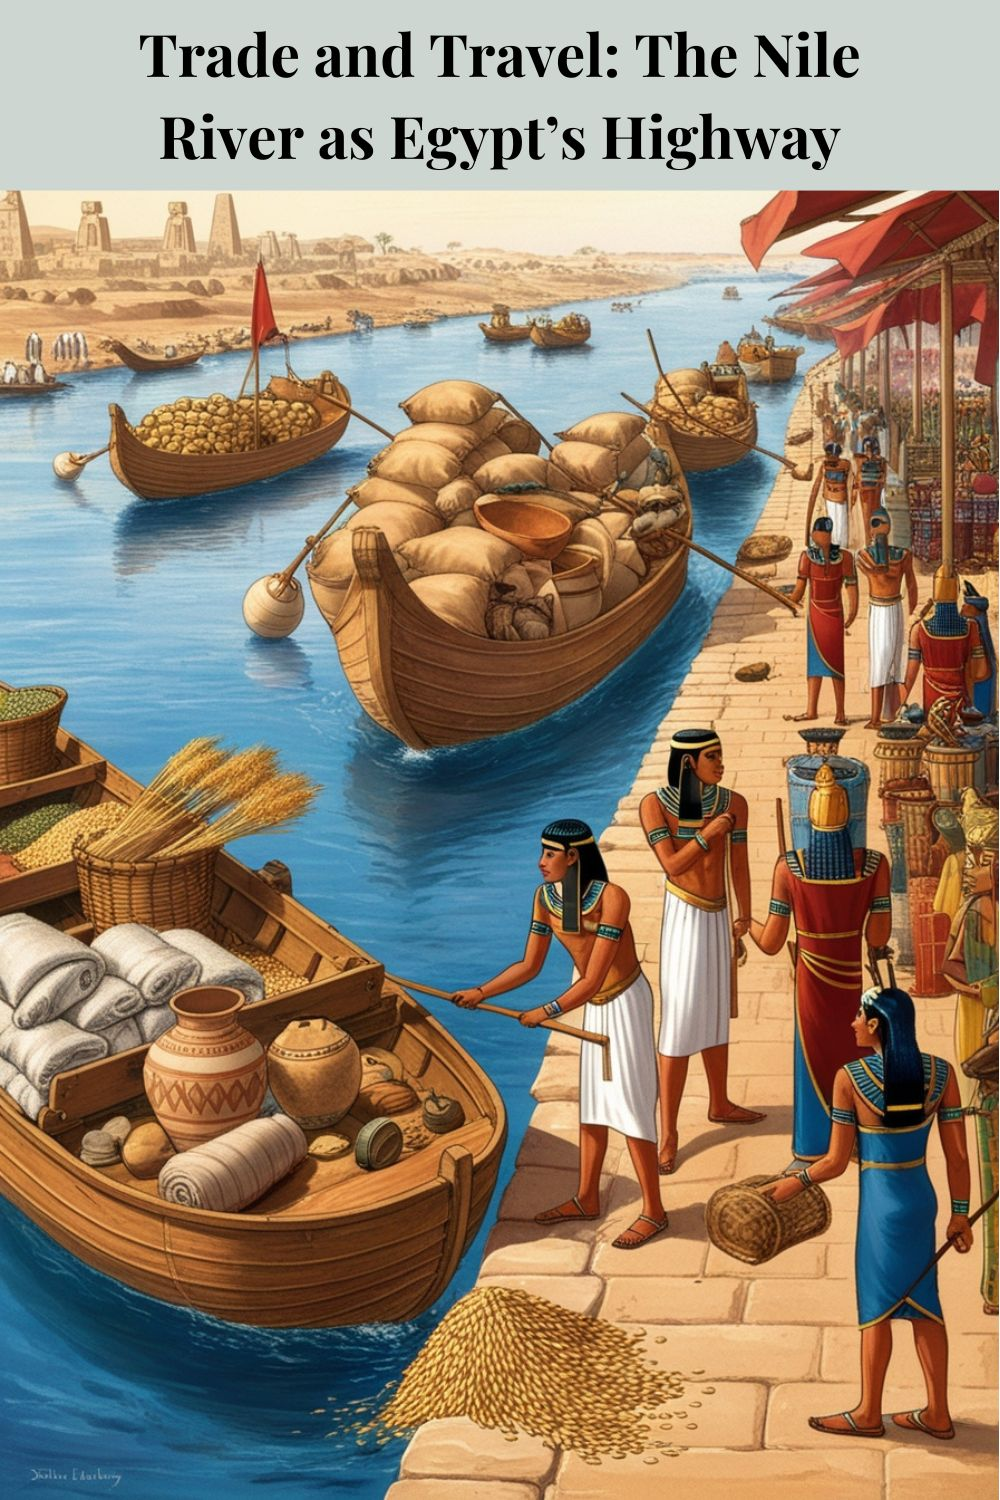 Trade and Travel: The Nile
River as Egypt’s Highway